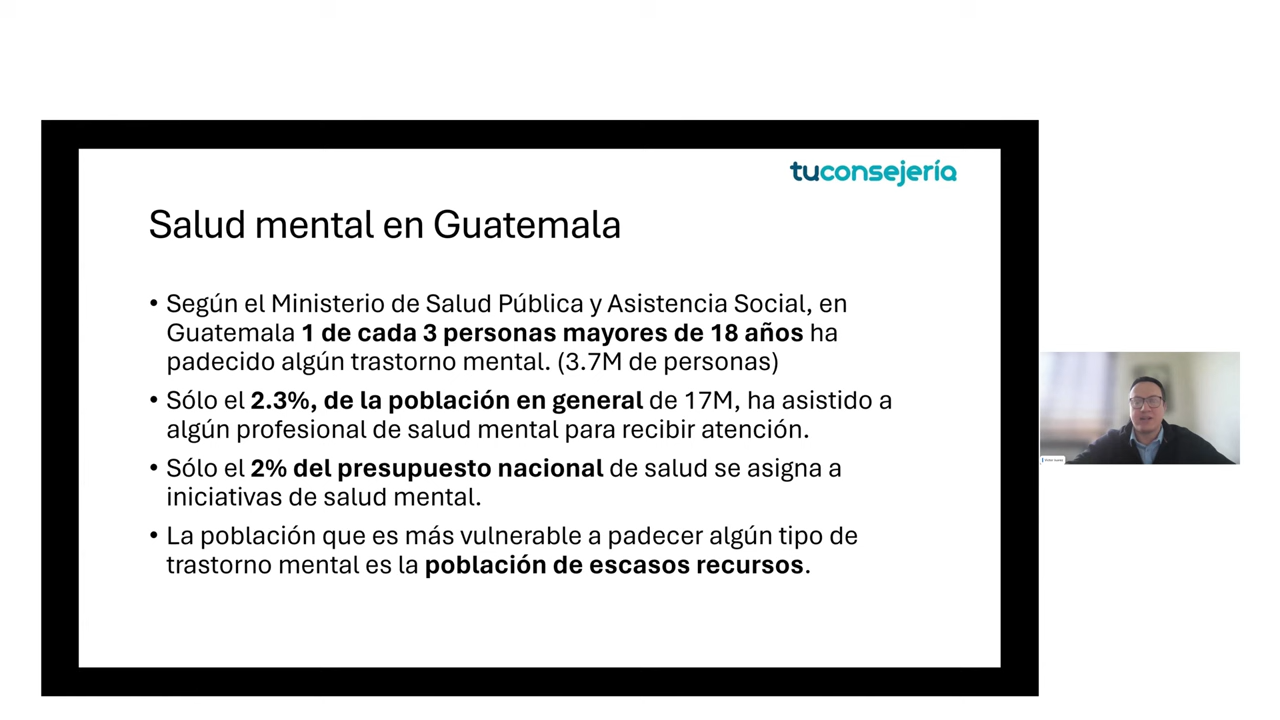 tuconsejería
Salud mental en Guatemala
• Según el Ministerio de Salud Pública y Asistencia Social, en
Guatemala 1 de cada 3 personas mayores de 18 años ha
padecido algún trastorno mental. (3.7M de personas)
• Sólo el 2.3%, de la población en general de 17M, ha asistido a
algún profesional de salud mental para recibir atención.
• Sólo el 2% del presupuesto nacional de salud se asigna a
iniciativas de salud mental.
• La población que es más vulnerable a padecer algún tipo de
trastorno mental es la población de escasos recursos.